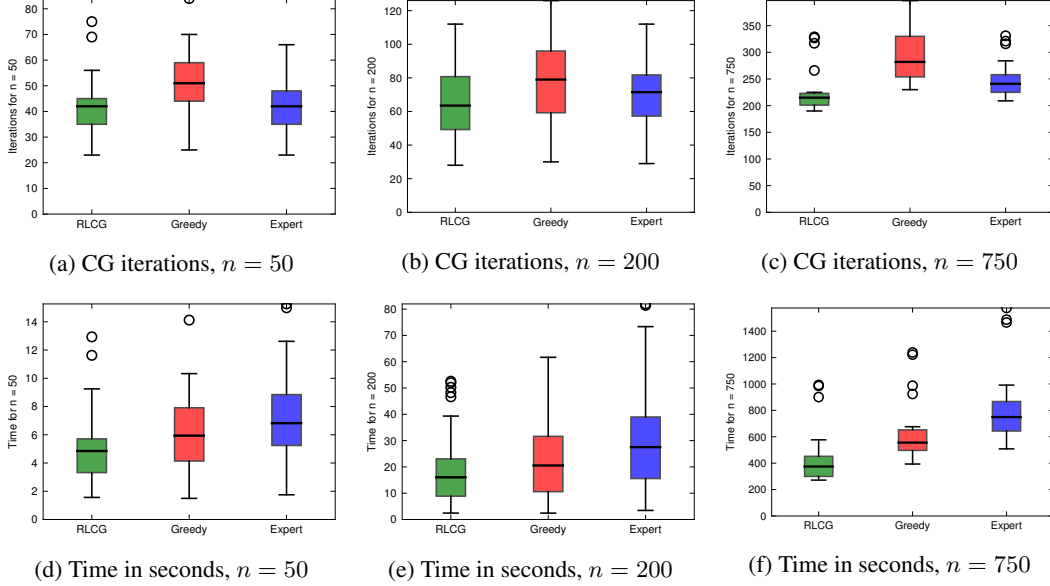 80
70
60
50
40
30
20
10
0
Iterations for n = 50
RLCG Greedy Expert
(a) CG iterations, n = 50
120
100
80
60
40
20
0
Iterations for n = 200
RLCG Greedy Expert
(b) CG iterations, n = 200
350
300
250
200
150
100
50
0
Iterations for n = 750
RLCG Greedy Expert
(c) CG iterations, n = 750
14
12
10
8
6
4
2
0
Time for n = 50
RLCG Greedy Expert
(d) Time in seconds, n = 50
80
70
60
50
40
30
20
10
0
Time for n = 200
RLCG Greedy Expert
(e) Time in seconds, n = 200
1400
1200
1000
800
600
400
200
0
Time for n = 750
RLCG Greedy Expert
(f) Time in seconds, n = 750